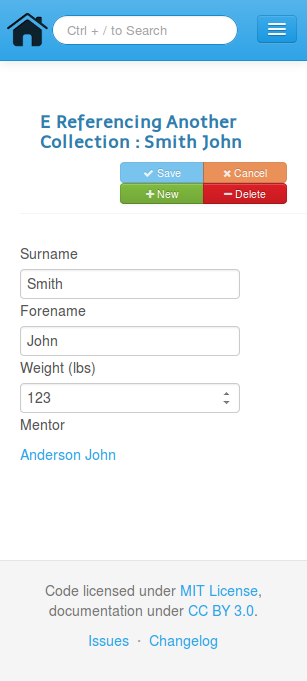 Ctrl + / to Search
E Referencing Another
Collection : Smith John
Save
Cancel
New
Delete
Surname
Smith
Forename
John
Weight (lbs)
123
Mentor
Anderson John
Code licensed under MIT License,
documentation under CC BY 3.0.
Issues · Changelog